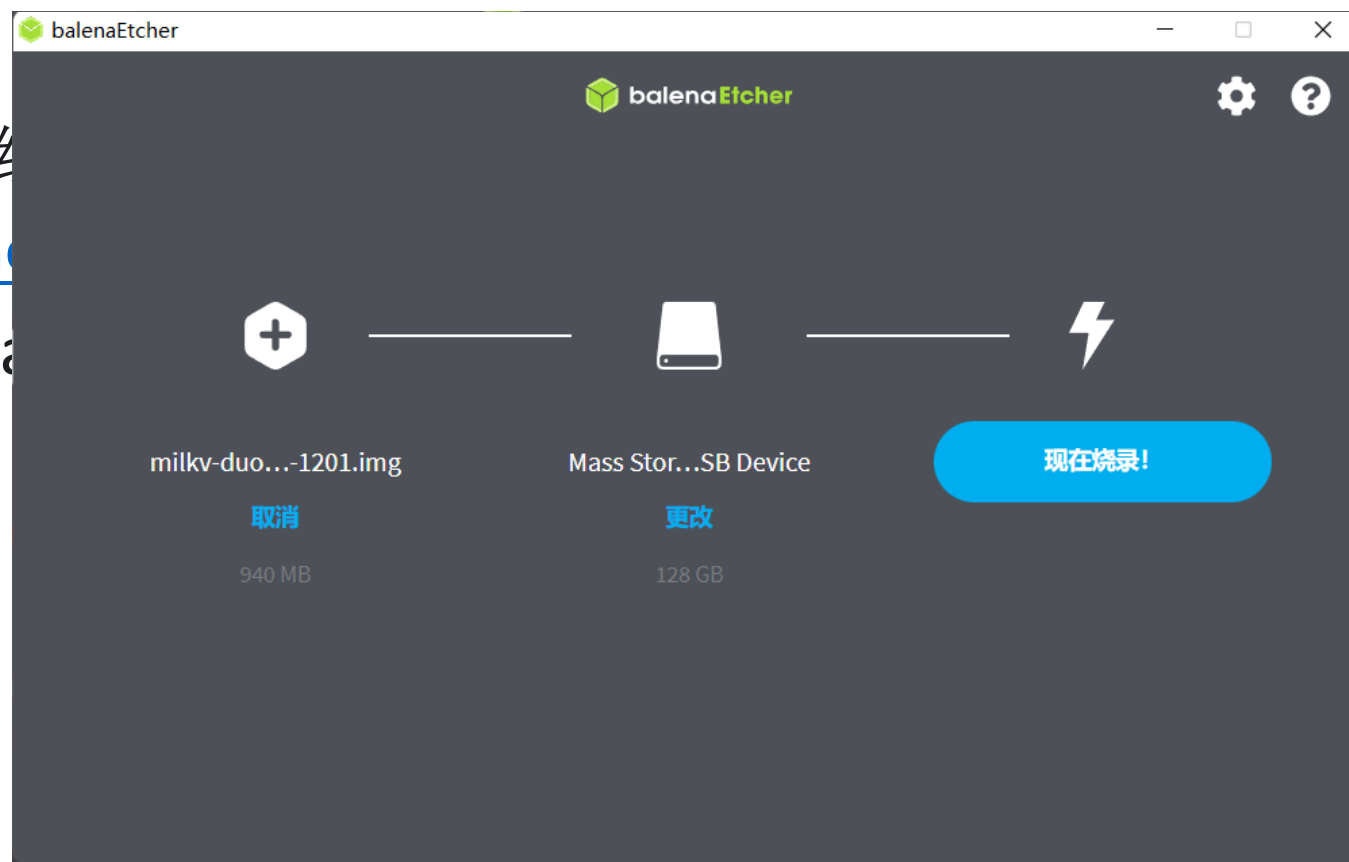 balenaEtcher
balenaEtcher
milkv-duo...-1201.img
Mass Stor...SB Device
现在烧录!
取消
更改
940 MB
128 GB